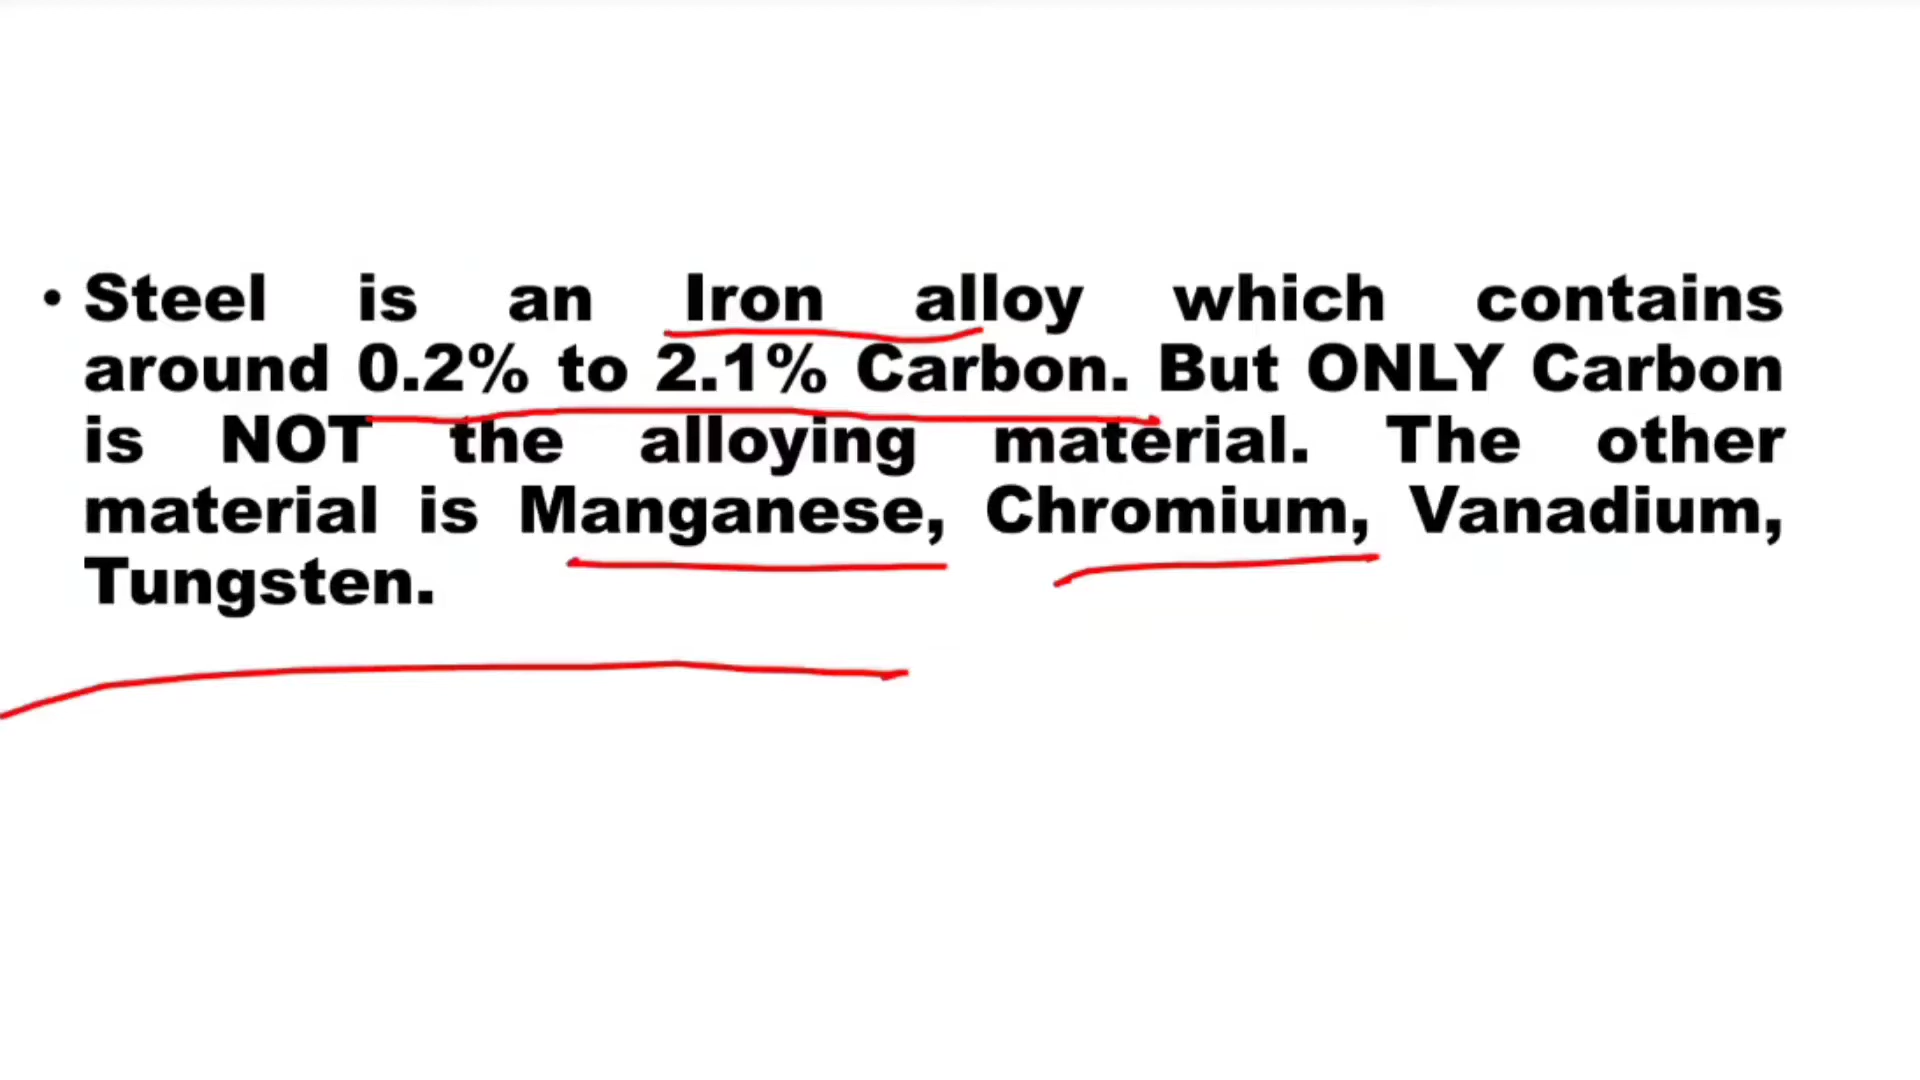 • Steel is an Iron alloy which contains
around 0.2% to 2.1% Carbon. But ONLY Carbon
is NOT the alloying material. The other
material is Manganese, Chromium, Vanadium,
Tungsten.